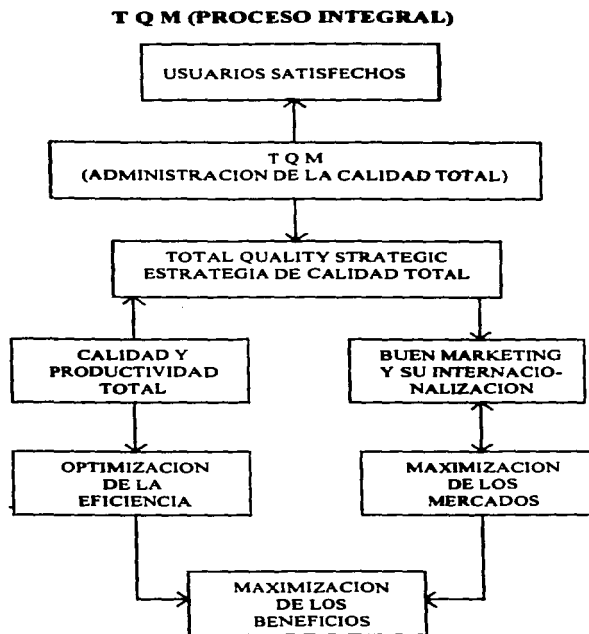 T Q M (PROCESO INTEGRAL)
USUARIOS SATISFECHOS
T Q M
(ADMINISTRACION DE LA CALIDAD TOTAL)
TOTAL QUALITY STRATEGIC
ESTRATEGIA DE CALIDAD TOTAL
CALIDAD Y
PRODUCTIVIDAD
TOTAL
BUEN MARKETING
Y SU INTERNACIO-
NALIZACION
OPTIMIZACION
DE LA
EFICIENCIA
MAXIMIZACION
DE LOS
MERCADOS
MAXIMIZACION
DE LOS
BENEFICIOS